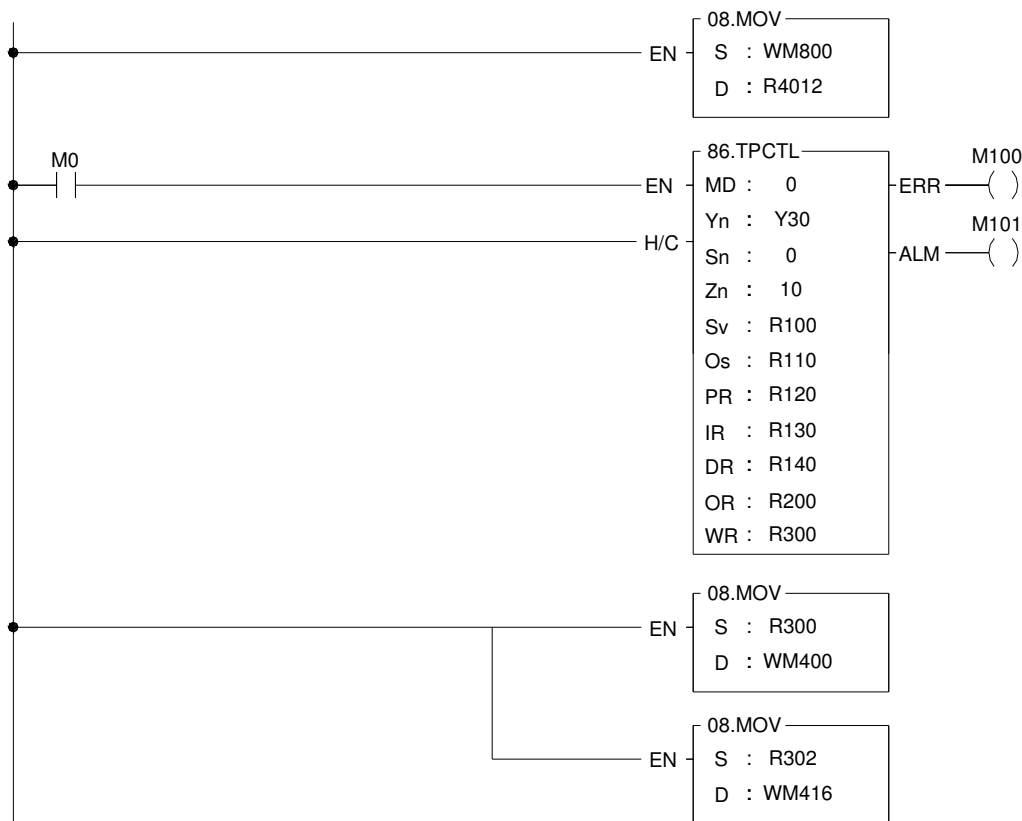 08.MOV
EN S : WM800
D : R4012
M0
86.TPCTL
M100
EN MD : 0 ERR ( )
Yn : Y30
M101
H/C
Sn : 0 ALM ( )
Zn : 10
Sv : R100
Os : R110
PR : R120
IR : R130
DR : R140
OR : R200
WR : R300
08.MOV
EN S : R300
D : WM400
08.MOV
EN S : R302
D : WM416